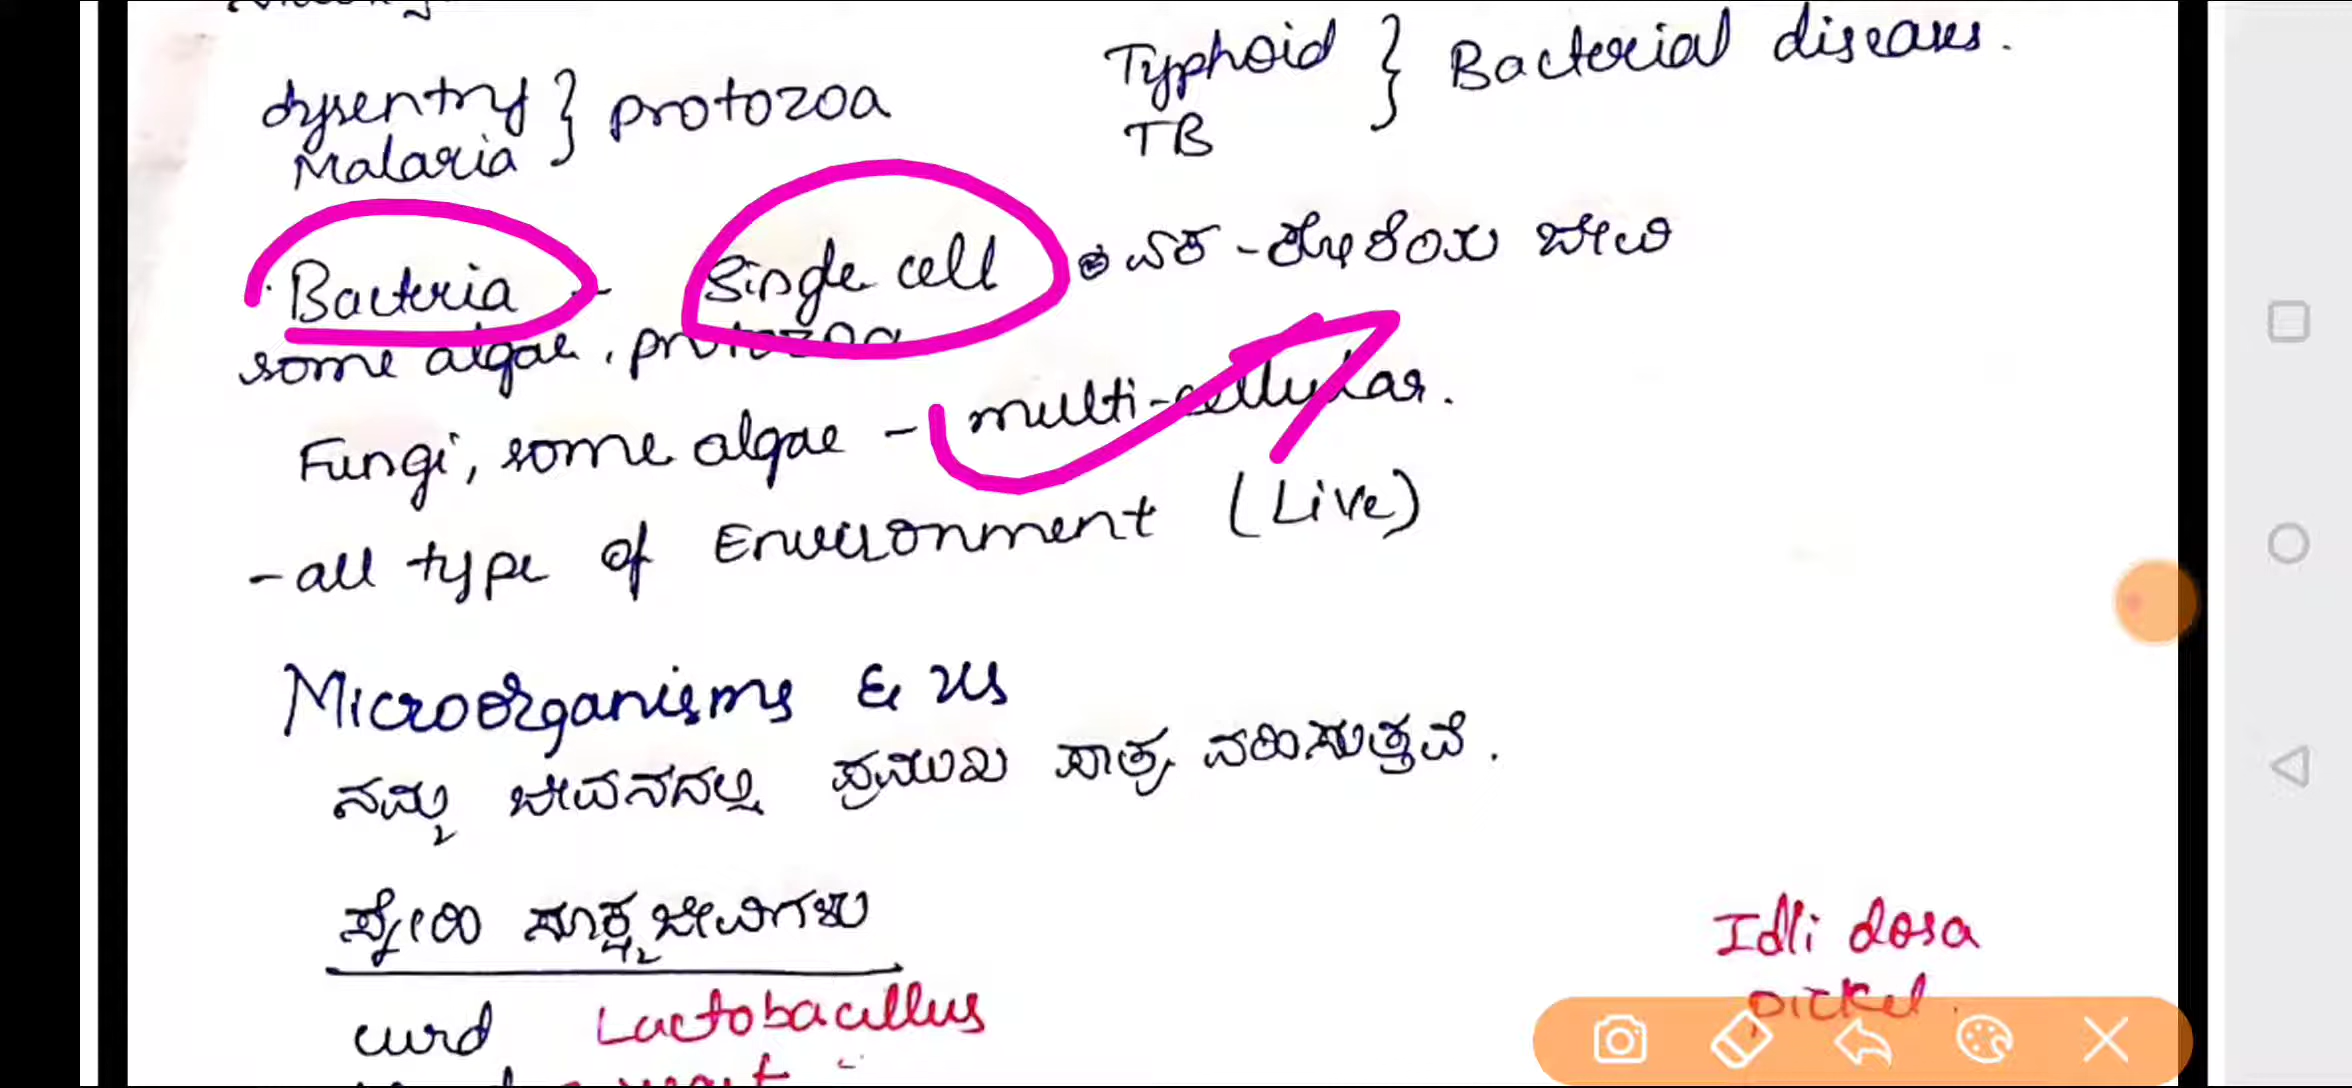 dysentry } protozoa
Malaria
Typhoid } Bacterial diseases.
TB
Bacteria - Single cell ಏಕ-ಕೋಶೀಯ ಜೀವಿ
some algae, protozoa
Fungi, some algae - multi-cellular.
- all type of Environment (Live)
Microorganisms & us
ನಮ್ಮ ಜೀವನದಲ್ಲಿ ಪ್ರಮುಖ ಪಾತ್ರ ವಹಿಸುತ್ತವೆ.
ಸ್ನೇಹಿ ಸೂಕ್ಷ್ಮಜೀವಿಗಳು
Idli dosa
pickel.
curd Lactobacillus